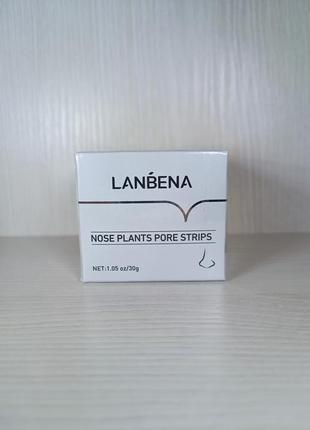 LANBENA
NOSE PLANTS PORE STRIPS
NET:1.05 oz/30g